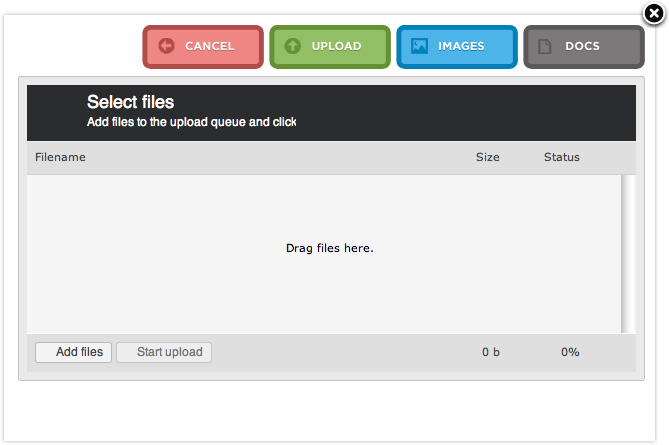 CANCEL UPLOAD IMAGES DOCS
Select files
Add files to the upload queue and click
Filename Size Status
Drag files here.
Add files Start upload 0 b 0%